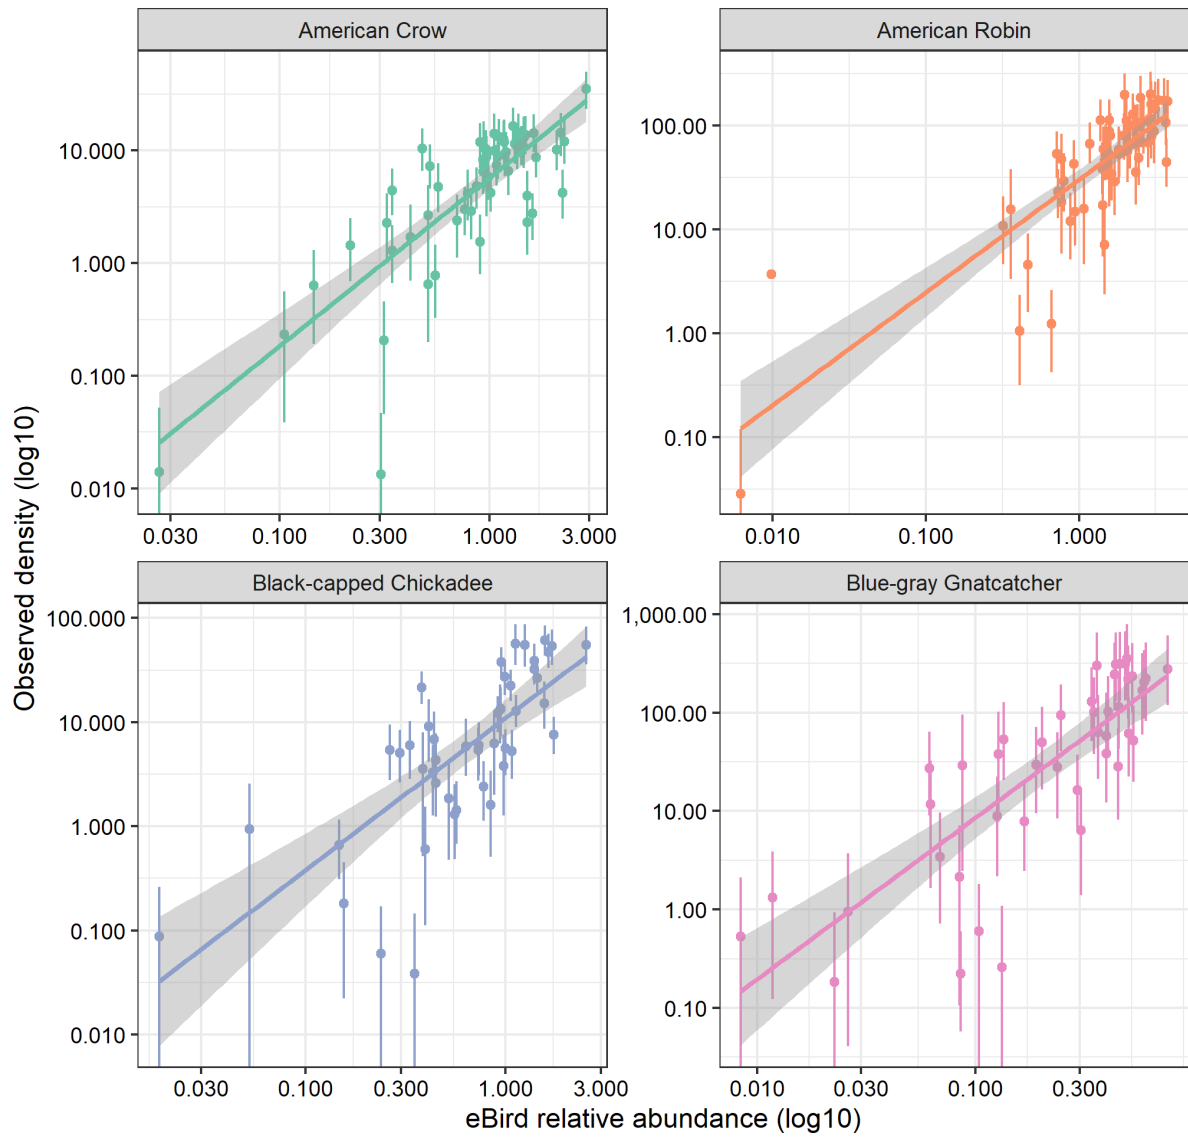 American Crow
American Robin
10.000
1.000
0.100
0.010
100.00
10.00
1.00
0.10
0.030 0.100 0.300 1.000 3.000
0.010 0.100 1.000
Observed density (log10)
Black-capped Chickadee
Blue-gray Gnatcatcher
100.000
10.000
1.000
0.100
0.010
1,000.00
100.00
10.00
1.00
0.10
0.030 0.100 0.300 1.000 3.000
0.010 0.030 0.100 0.300
eBird relative abundance (log10)